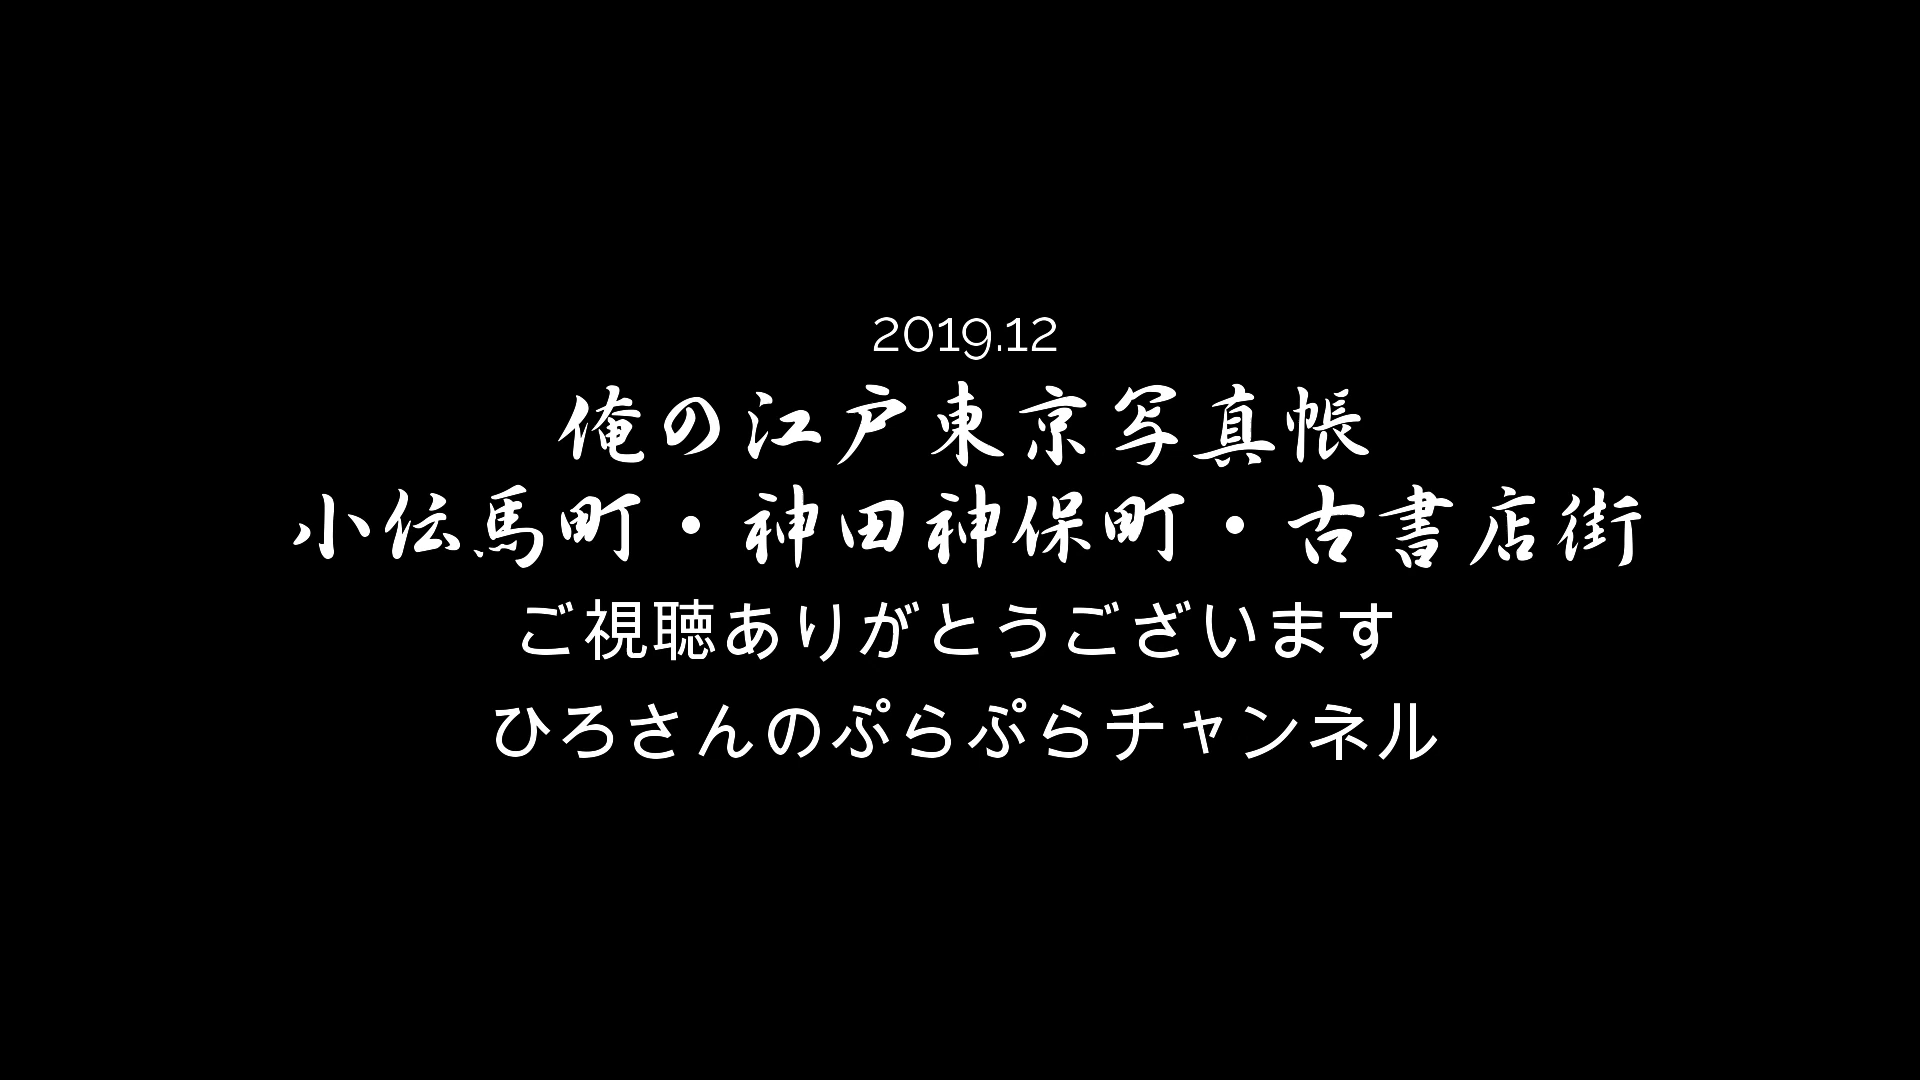 2019.12
俺の江戸東京写真帳
小伝馬町・神田神保町・古書店街
ご視聴ありがとうございます
ひろさんのぷらぷらチャンネル